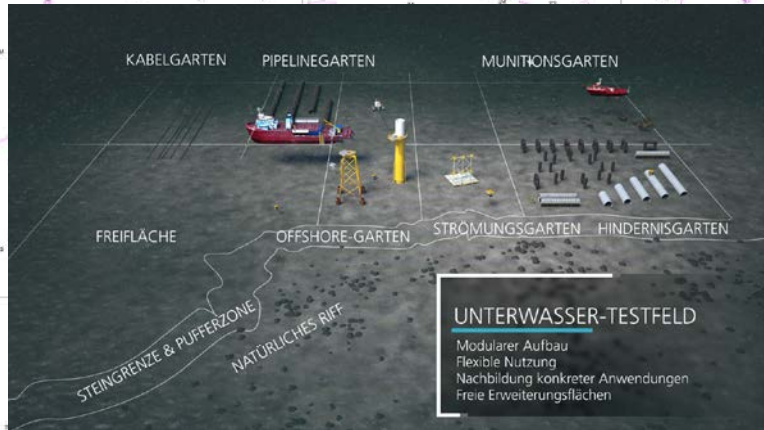 KABELGARTEN
PIPELINEGARTEN
MUNITIONSGARTEN
FREIFLÄCHE
OFFSHORE-GARTEN
STRÖMUNGSGARTEN
HINDERNISGARTEN
STEINGRENZE & PUFFERZONE
NATÜRLICHES RIFF
UNTERWASSER-TESTFELD
Modularer Aufbau
Flexible Nutzung
Nachbildung konkreter Anwendungen
Freie Erweiterungsflächen